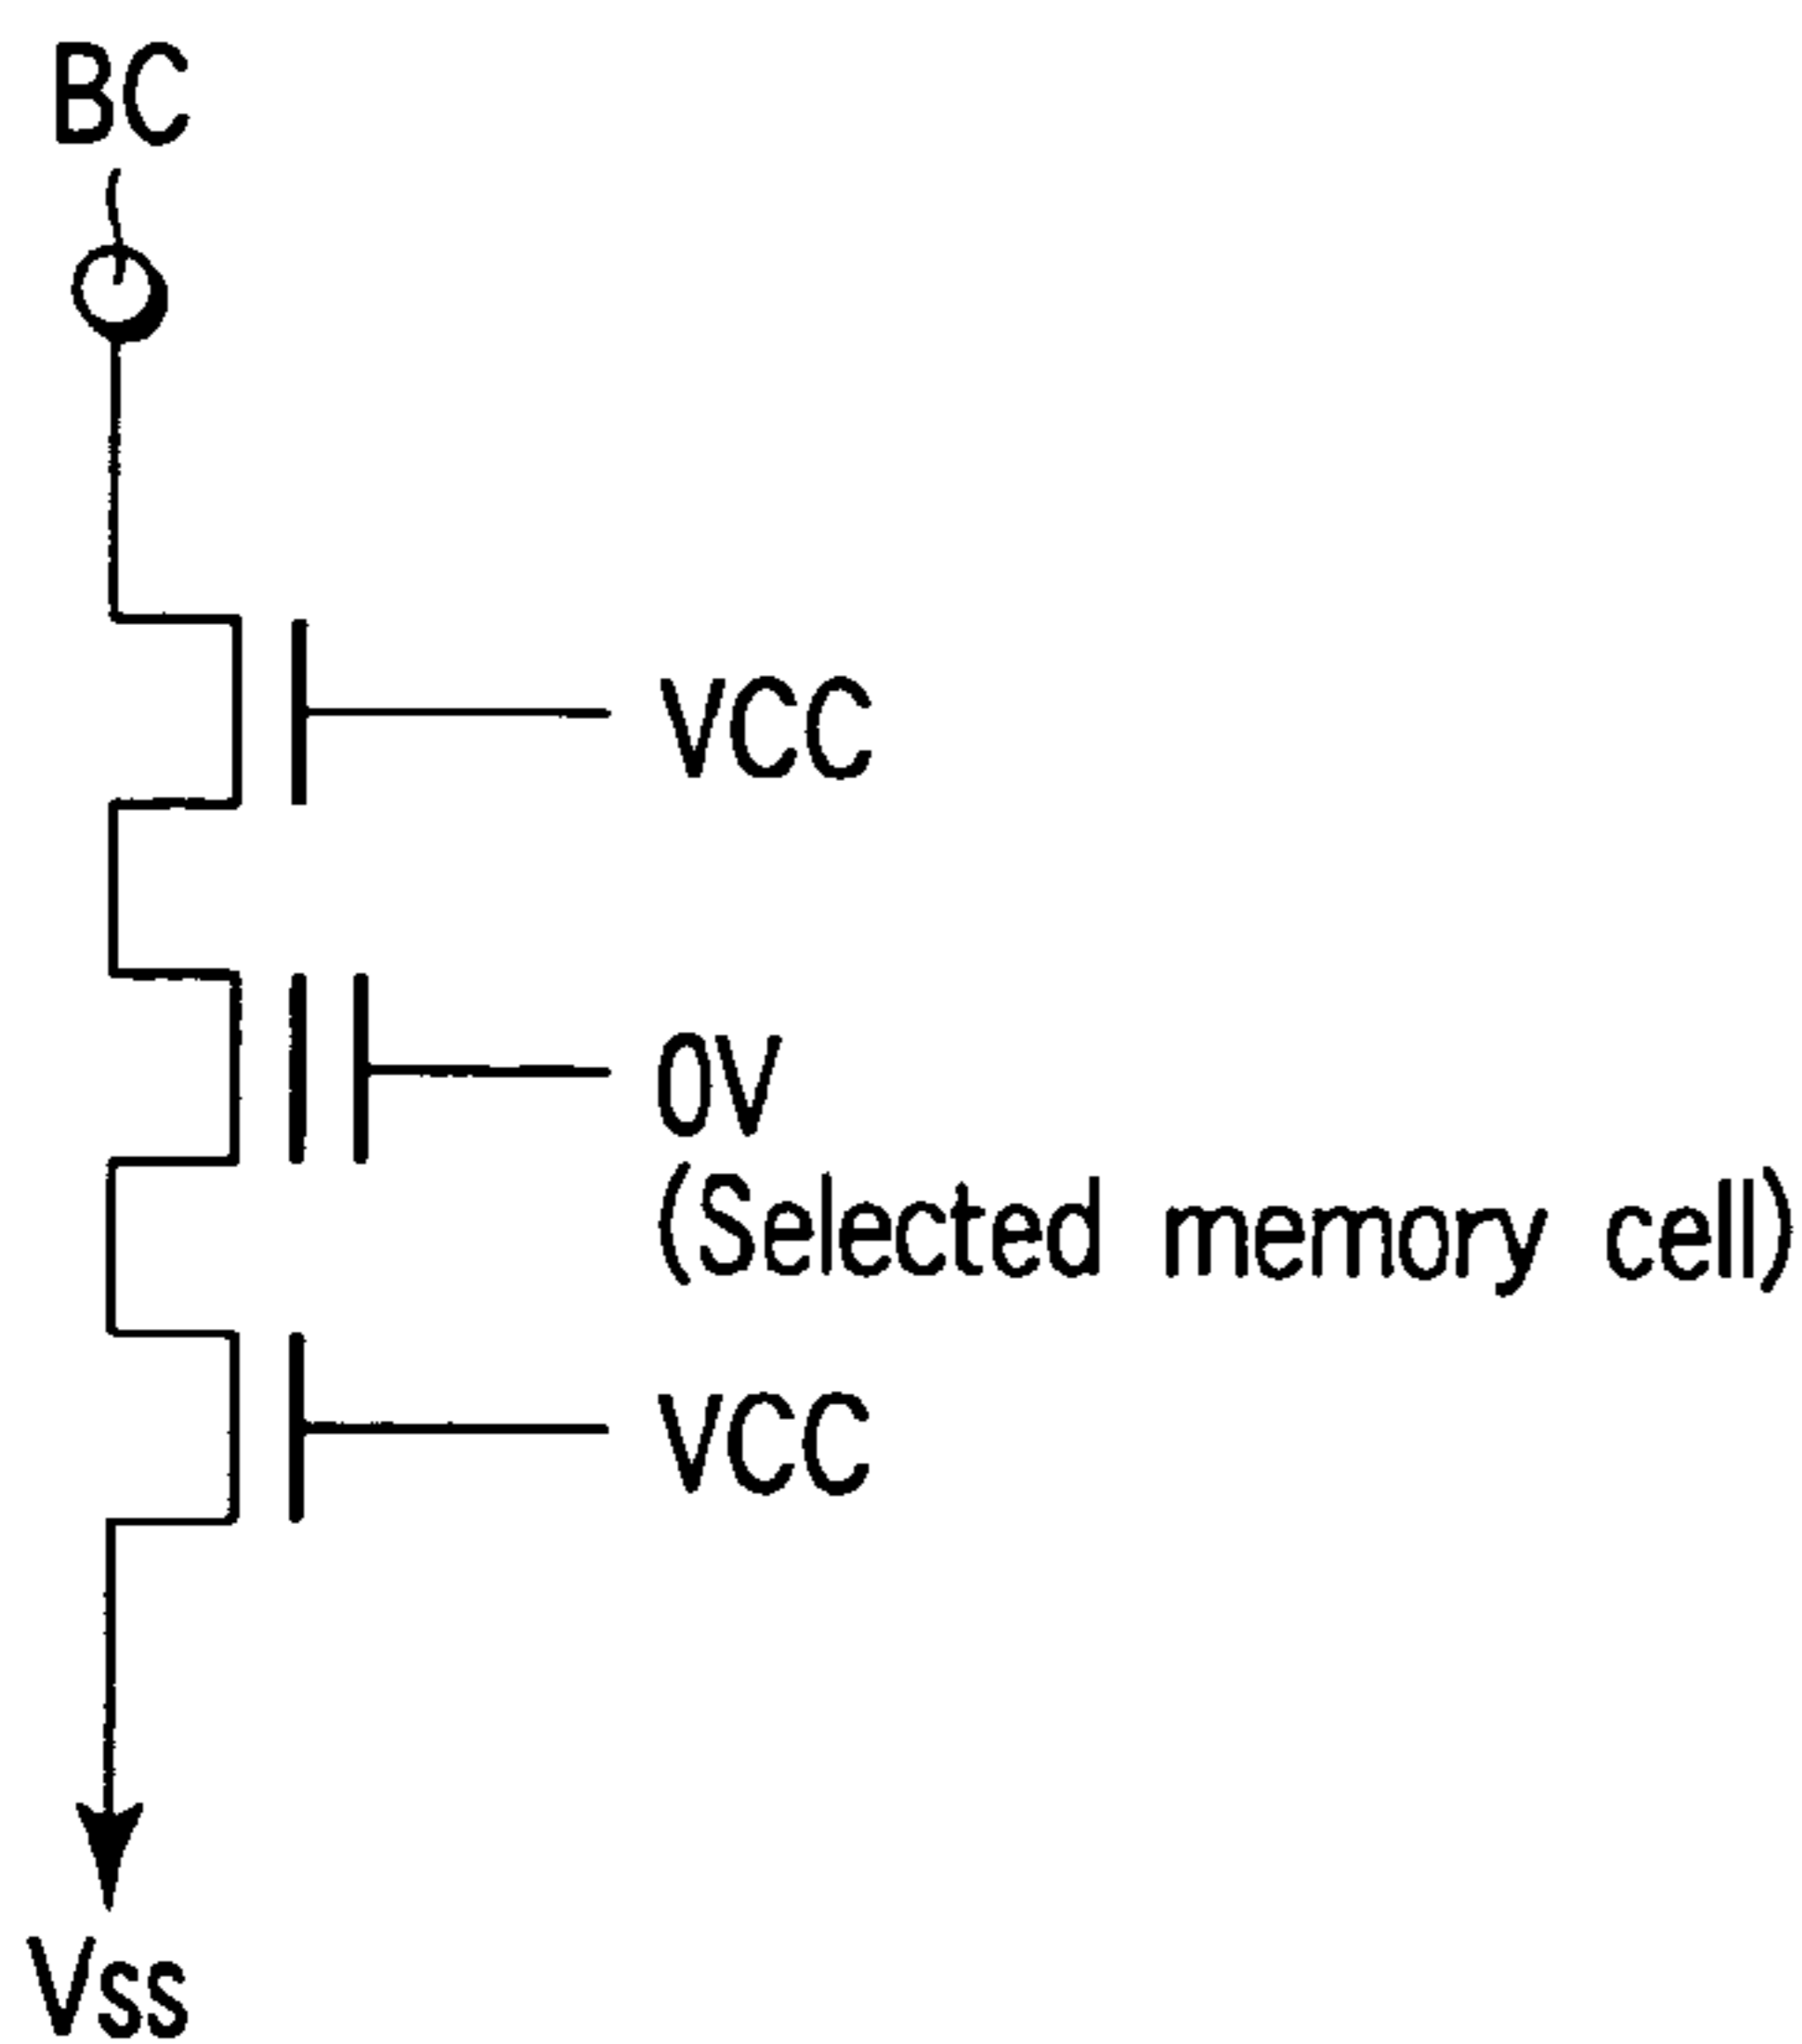 BC
VCC
0V
(Selected memory cell)
VCC
Vss